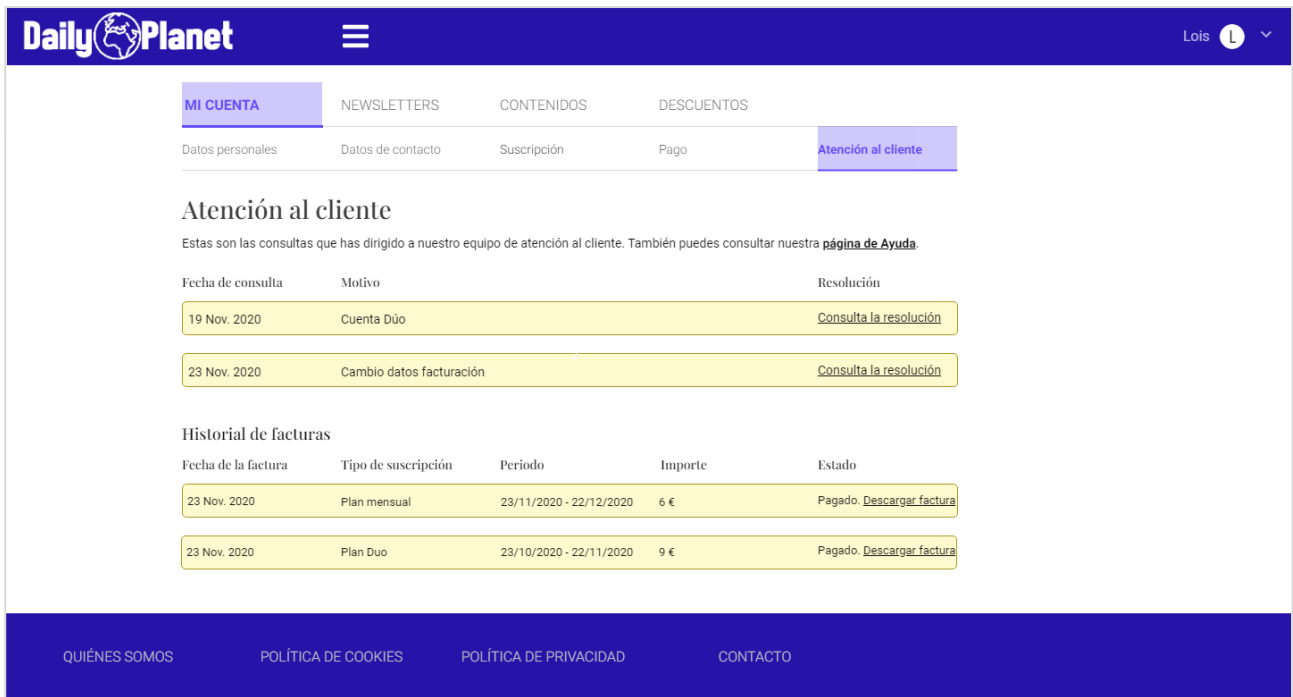 Daily Planet
Lois L
MI CUENTA NEWSLETTERS CONTENIDOS DESCUENTOS
Datos personales Datos de contacto Suscripción Pago Atención al cliente
Atención al cliente
Estas son las consultas que has dirigido a nuestro equipo de atención al cliente. También puedes consultar nuestra página de Ayuda.
Fecha de consulta Motivo Resolución
19 Nov. 2020 Cuenta Dúo Consulta la resolución
23 Nov. 2020 Cambio datos facturación Consulta la resolución
Historial de facturas
Fecha de la factura Tipo de suscripción Periodo Importe Estado
23 Nov. 2020 Plan mensual 23/11/2020 - 22/12/2020 6 € Pagado. Descargar factura
23 Nov. 2020 Plan Duo 23/10/2020 - 22/11/2020 9 € Pagado. Descargar factura
QUIÉNES SOMOS POLÍTICA DE COOKIES POLÍTICA DE PRIVACIDAD CONTACTO